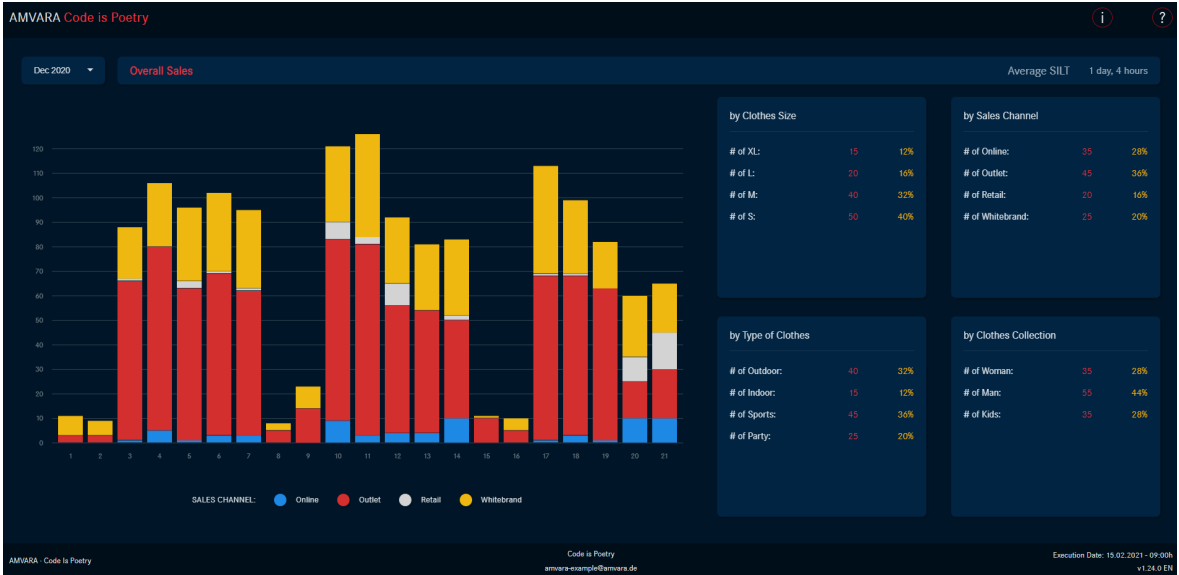 AMVARA Code is Poetry
i
?
Dec 2020
Overall Sales
Average SILT 1 day, 4 hours
120
110
100
90
80
70
60
50
40
30
20
10
0
1 2 3 4 5 6 7 8 9 10 11 12 13 14 15 16 17 18 19 20 21
SALES CHANNEL: Online Outlet Retail Whitebrand
by Clothes Size
# of XL: 15 12%
# of L: 20 16%
# of M: 40 32%
# of S: 50 40%
by Sales Channel
# of Online: 35 28%
# of Outlet: 45 36%
# of Retail: 20 16%
# of Whitebrand: 25 20%
by Type of Clothes
# of Outdoor: 40 32%
# of Indoor: 15 12%
# of Sports: 45 36%
# of Party: 25 20%
by Clothes Collection
# of Woman: 35 28%
# of Man: 55 44%
# of Kids: 35 28%
AMVARA - Code Is Poetry
Code is Poetry
amvara-example@amvara.de
Execution Date: 15.02.2021 - 09:00h
v1.24.0 EN